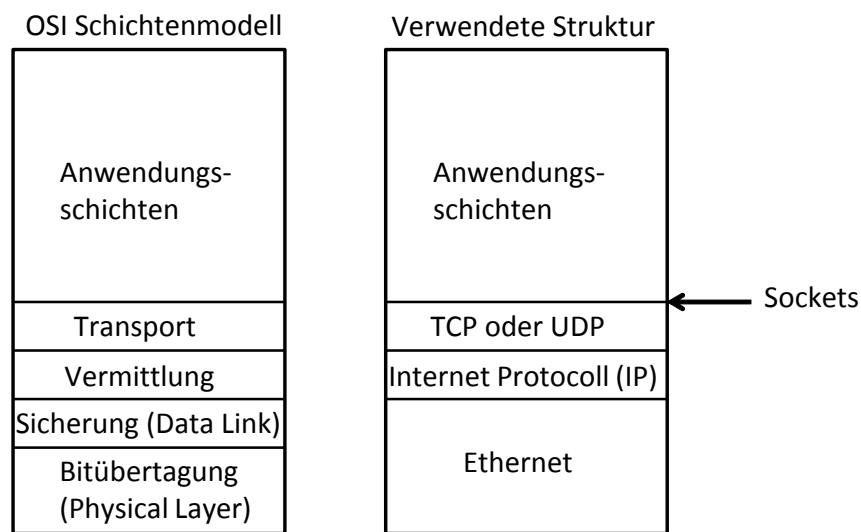 OSI Schichtenmodell
Anwendungs-
schichten
Transport
Vermittlung
Sicherung (Data Link)
Bitübertagung
(Physical Layer)
Verwendete Struktur
Anwendungs-
schichten
TCP oder UDP
Internet Protocoll (IP)
Ethernet
Sockets